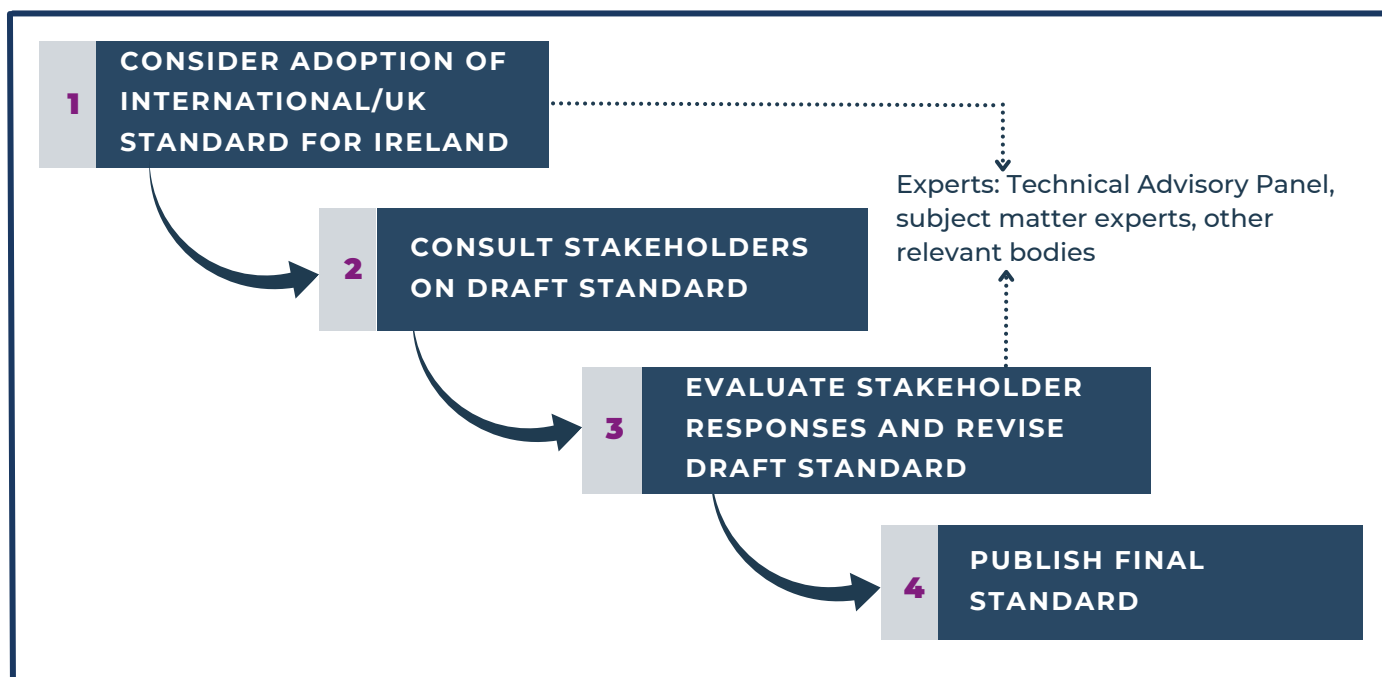 1
CONSIDER ADOPTION OF
INTERNATIONAL/UK
STANDARD FOR IRELAND
Experts: Technical Advisory Panel,
subject matter experts, other
relevant bodies
2
CONSULT STAKEHOLDERS
ON DRAFT STANDARD
3
EVALUATE STAKEHOLDER
RESPONSES AND REVISE
DRAFT STANDARD
4
PUBLISH FINAL
STANDARD